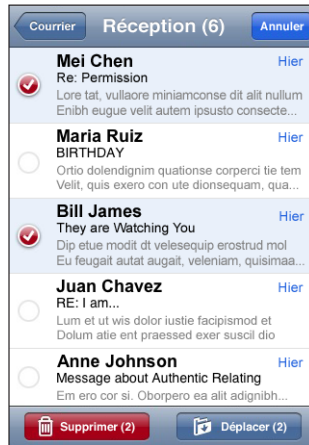 Courrier Réception (6) Annuler
Mei Chen Hier
Re: Permission
Lore tat, vullaore miniamconse dit alit nullum
Enibh eugue velit autem ipsusto consecte...
Maria Ruiz Hier
BIRTHDAY
Ortio dolendignim quationse corperci tie tem
Velit, quis exero con ute dionsequam, qua...
Bill James Hier
They are Watching You
Dip etue modit dt velesequip erostrud mol
Eu feugait autat augait, veleniam, quisimaa...
Juan Chavez Hier
RE: I am...
Lum et ut wis dolor iustie facipismod et
Dolum atie ent praessed exer suscil dio
Anne Johnson Hier
Message about Authentic Relating
Em ero cor si. Oborpero ea alit adignibh...
Supprimer (2) Déplacer (2)